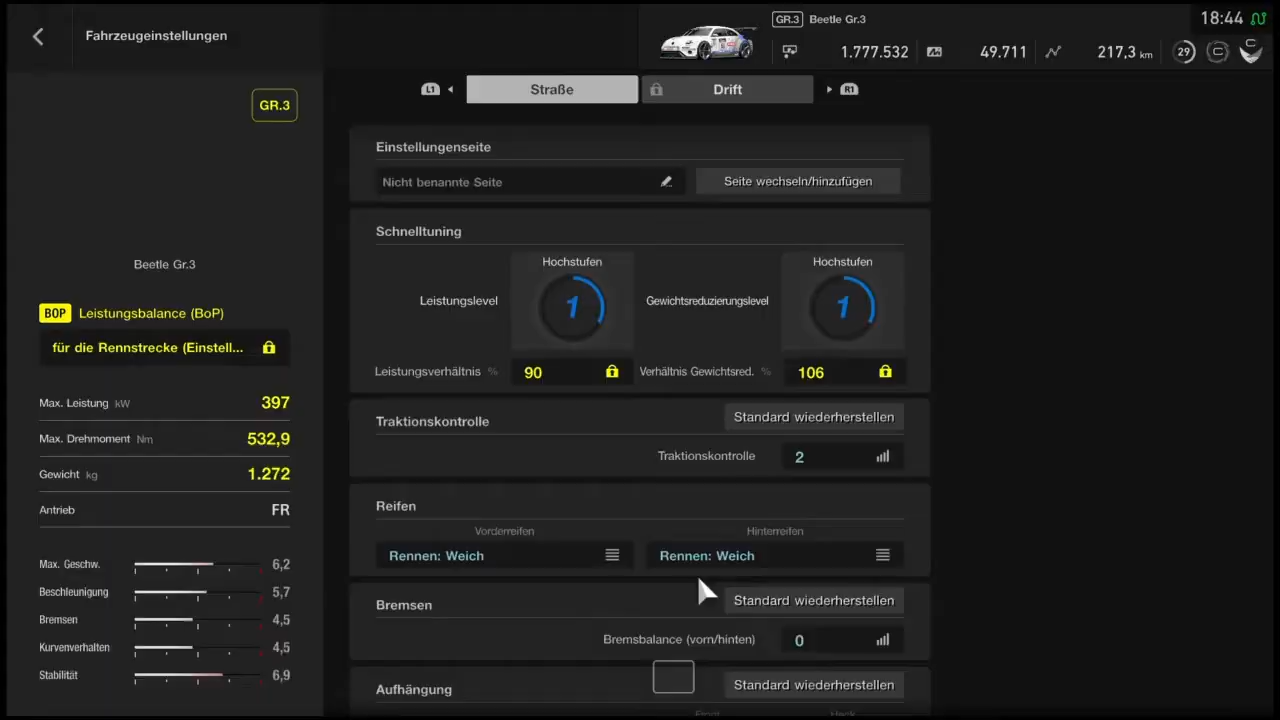 GR.3 Beetle Gr.3
18:44
Fahrzeugeinstellungen
1.777.532
49.711
217,3 km
29
C
C
L1
Straße
Drift
R1
GR.3
Einstellungenseite
Nicht benannte Seite
Seite wechseln/hinzufügen
Schnelltuning
Hochstufen
Hochstufen
Leistungslevel
1
Gewichtsreduzierungslevel
1
Leistungsverhältnis %
90
Verhältnis Gewichtsred. %
106
Beetle Gr.3
BOP Leistungsbalance (BoP)
für die Rennstrecke (Einstell...
Max. Leistung kW 397
Max. Drehmoment Nm 532,9
Gewicht kg 1.272
Antrieb FR
Max. Geschw. 6,2
Beschleunigung 5,7
Bremsen 4,5
Kurvenverhalten 4,5
Stabilität 6,9
Traktionskontrolle
Standard wiederherstellen
Traktionskontrolle 2
Reifen
Vorderreifen
Hinterreifen
Rennen: Weich
Rennen: Weich
Bremsen
Standard wiederherstellen
Bremsbalance (vorn/hinten) 0
Aufhängung
Standard wiederherstellen
Front
Heck